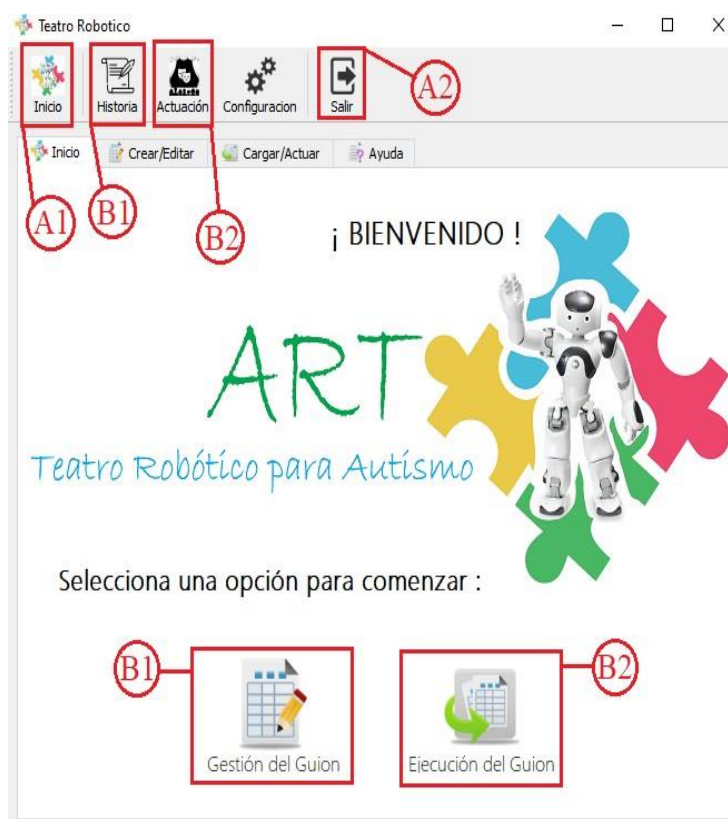 Teatro Robotico
Inicio Historia Actuación Configuracion Salir
A2
Inicio Crear/Editar Cargar/Actuar Ayuda
A1 B1 B2
¡ BIENVENIDO !
ART
Teatro Robótico para Autismo
Selecciona una opción para comenzar :
B1 B2
Gestión del Guion Ejecución del Guion